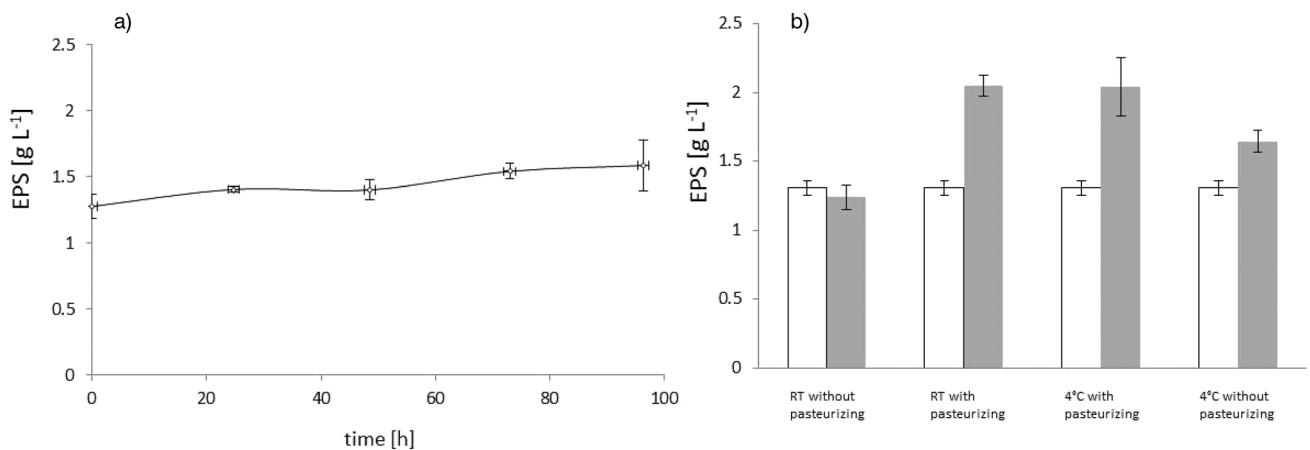 a)
2.5
2
1.5
1
0.5
0
EPS [g L-1]
0 20 40 60 80 100
time [h]
b)
2.5
2
1.5
1
0.5
0
EPS [g L-1]
RT without pasteurizing
RT with pasteurizing
4°C with pasteurizing
4°C without pasteurizing